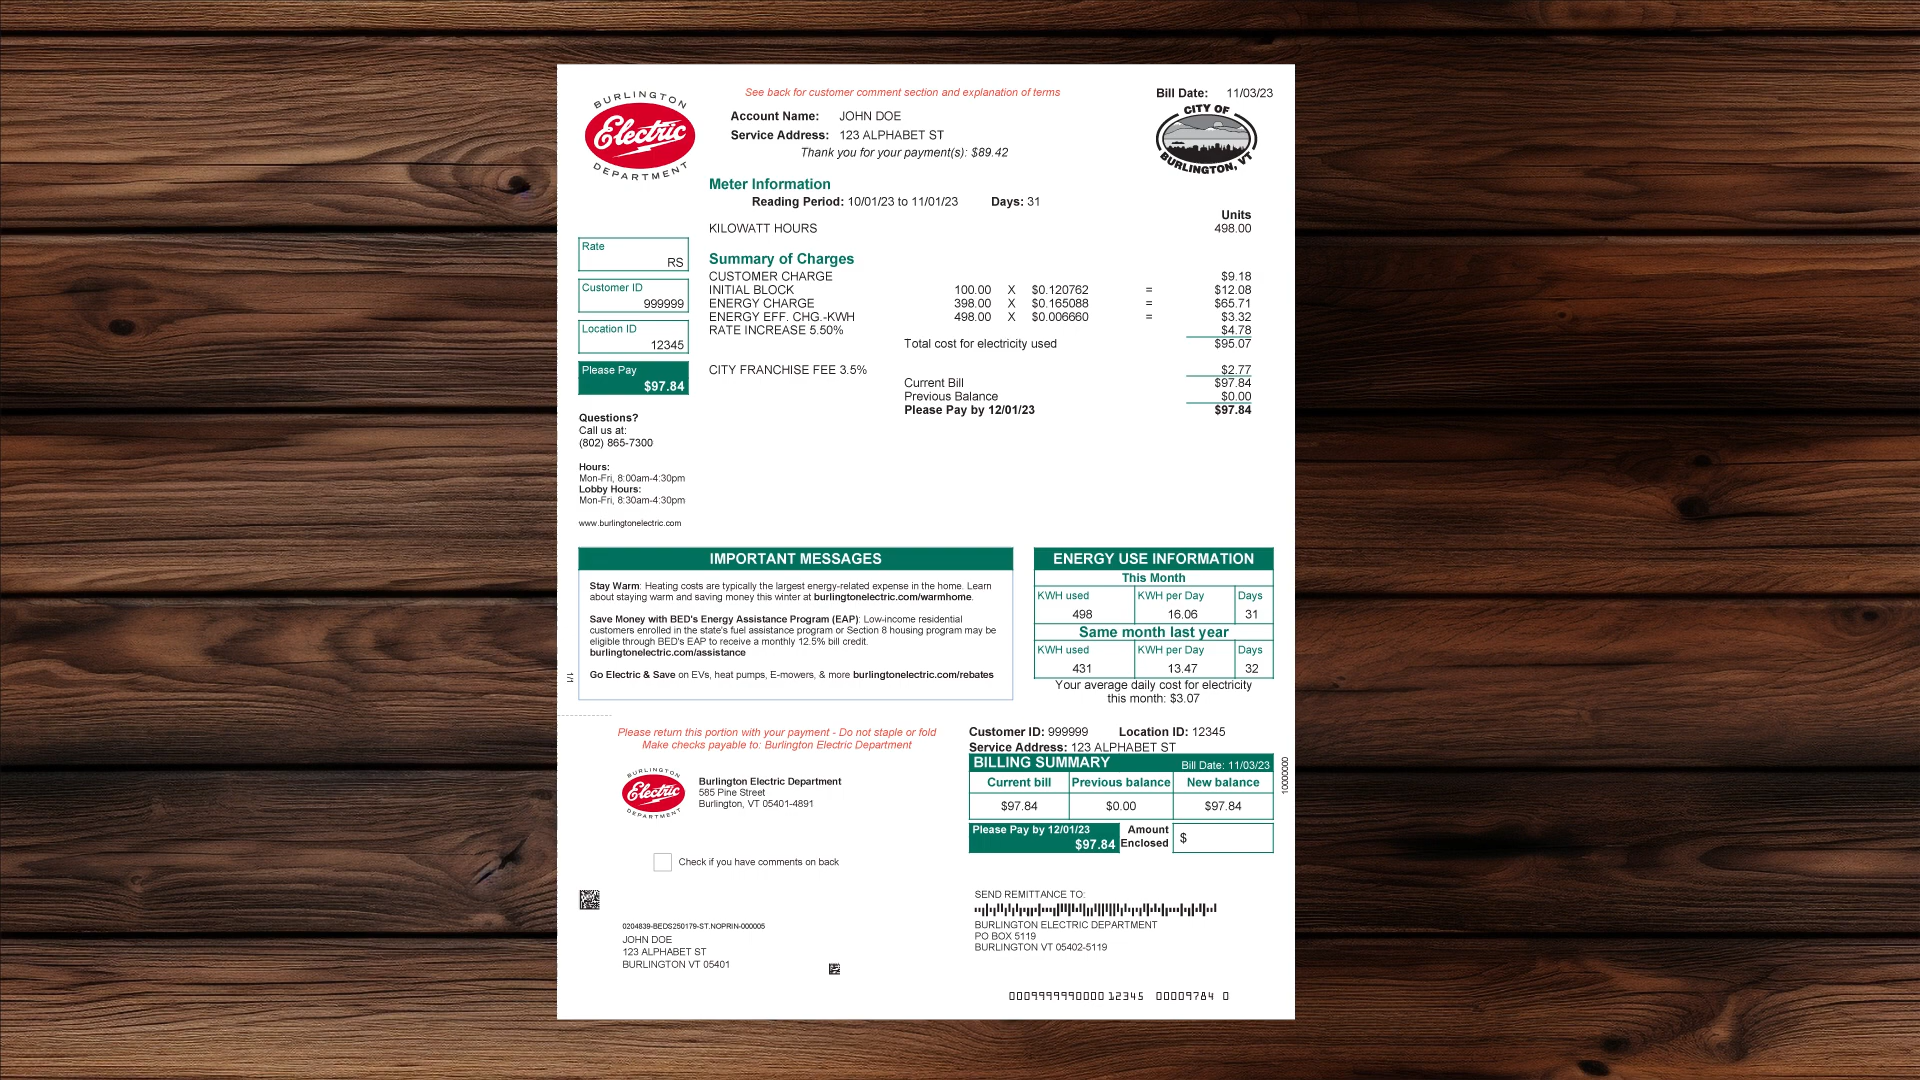 BURLINGTON
Electric
DEPARTMENT
See back for customer comment section and explanation of terms
Account Name: JOHN DOE
Service Address: 123 ALPHABET ST
Thank you for your payment(s): $89.42
Bill Date: 11/03/23
CITY OF
BURLINGTON, VT
Meter Information
Reading Period: 10/01/23 to 11/01/23 Days: 31
Units
KILOWATT HOURS 498.00
Rate
RS
Customer ID
999999
Location ID
12345
Please Pay
$97.84
Summary of Charges
CUSTOMER CHARGE $9.18
INITIAL BLOCK 100.00 X $0.120762 = $12.08
ENERGY CHARGE 398.00 X $0.165088 = $65.71
ENERGY EFF. CHG.-KWH 498.00 X $0.006660 = $3.32
RATE INCREASE 5.50% $4.78
Total cost for electricity used $95.07
CITY FRANCHISE FEE 3.5% $2.77
Current Bill $97.84
Previous Balance $0.00
Please Pay by 12/01/23 $97.84
Questions?
Call us at:
(802) 865-7300
Hours:
Mon-Fri, 8:00am-4:30pm
Lobby Hours:
Mon-Fri, 8:30am-4:30pm
www.burlingtonelectric.com
IMPORTANT MESSAGES
Stay Warm: Heating costs are typically the largest energy-related expense in the home. Learn
about staying warm and saving money this winter at burlingtonelectric.com/warmhome.
Save Money with BED's Energy Assistance Program (EAP): Low-income residential
customers enrolled in the state's fuel assistance program or Section 8 housing program may be
eligible through BED's EAP to receive a monthly 12.5% bill credit.
burlingtonelectric.com/assistance
Go Electric & Save on EVs, heat pumps, E-mowers, & more burlingtonelectric.com/rebates
1/1
ENERGY USE INFORMATION
This Month
KWH used KWH per Day Days
498 16.06 31
Same month last year
KWH used KWH per Day Days
431 13.47 32
Your average daily cost for electricity
this month: $3.07
Please return this portion with your payment - Do not staple or fold
Make checks payable to: Burlington Electric Department
BURLINGTON
Electric
DEPARTMENT
Burlington Electric Department
585 Pine Street
Burlington, VT 05401-4891
Check if you have comments on back
Customer ID: 999999 Location ID: 12345
Service Address: 123 ALPHABET ST
BILLING SUMMARY Bill Date: 11/03/23
Current bill Previous balance New balance
$97.84 $0.00 $97.84
Please Pay by 12/01/23
$97.84
Amount
Enclosed
$
10000000
0204839-BEDS250179-ST.NOPRIN-000005
JOHN DOE
123 ALPHABET ST
BURLINGTON VT 05401
SEND REMITTANCE TO:
BURLINGTON ELECTRIC DEPARTMENT
PO BOX 5119
BURLINGTON VT 05402-5119
0009999990000 12345 00009784 0